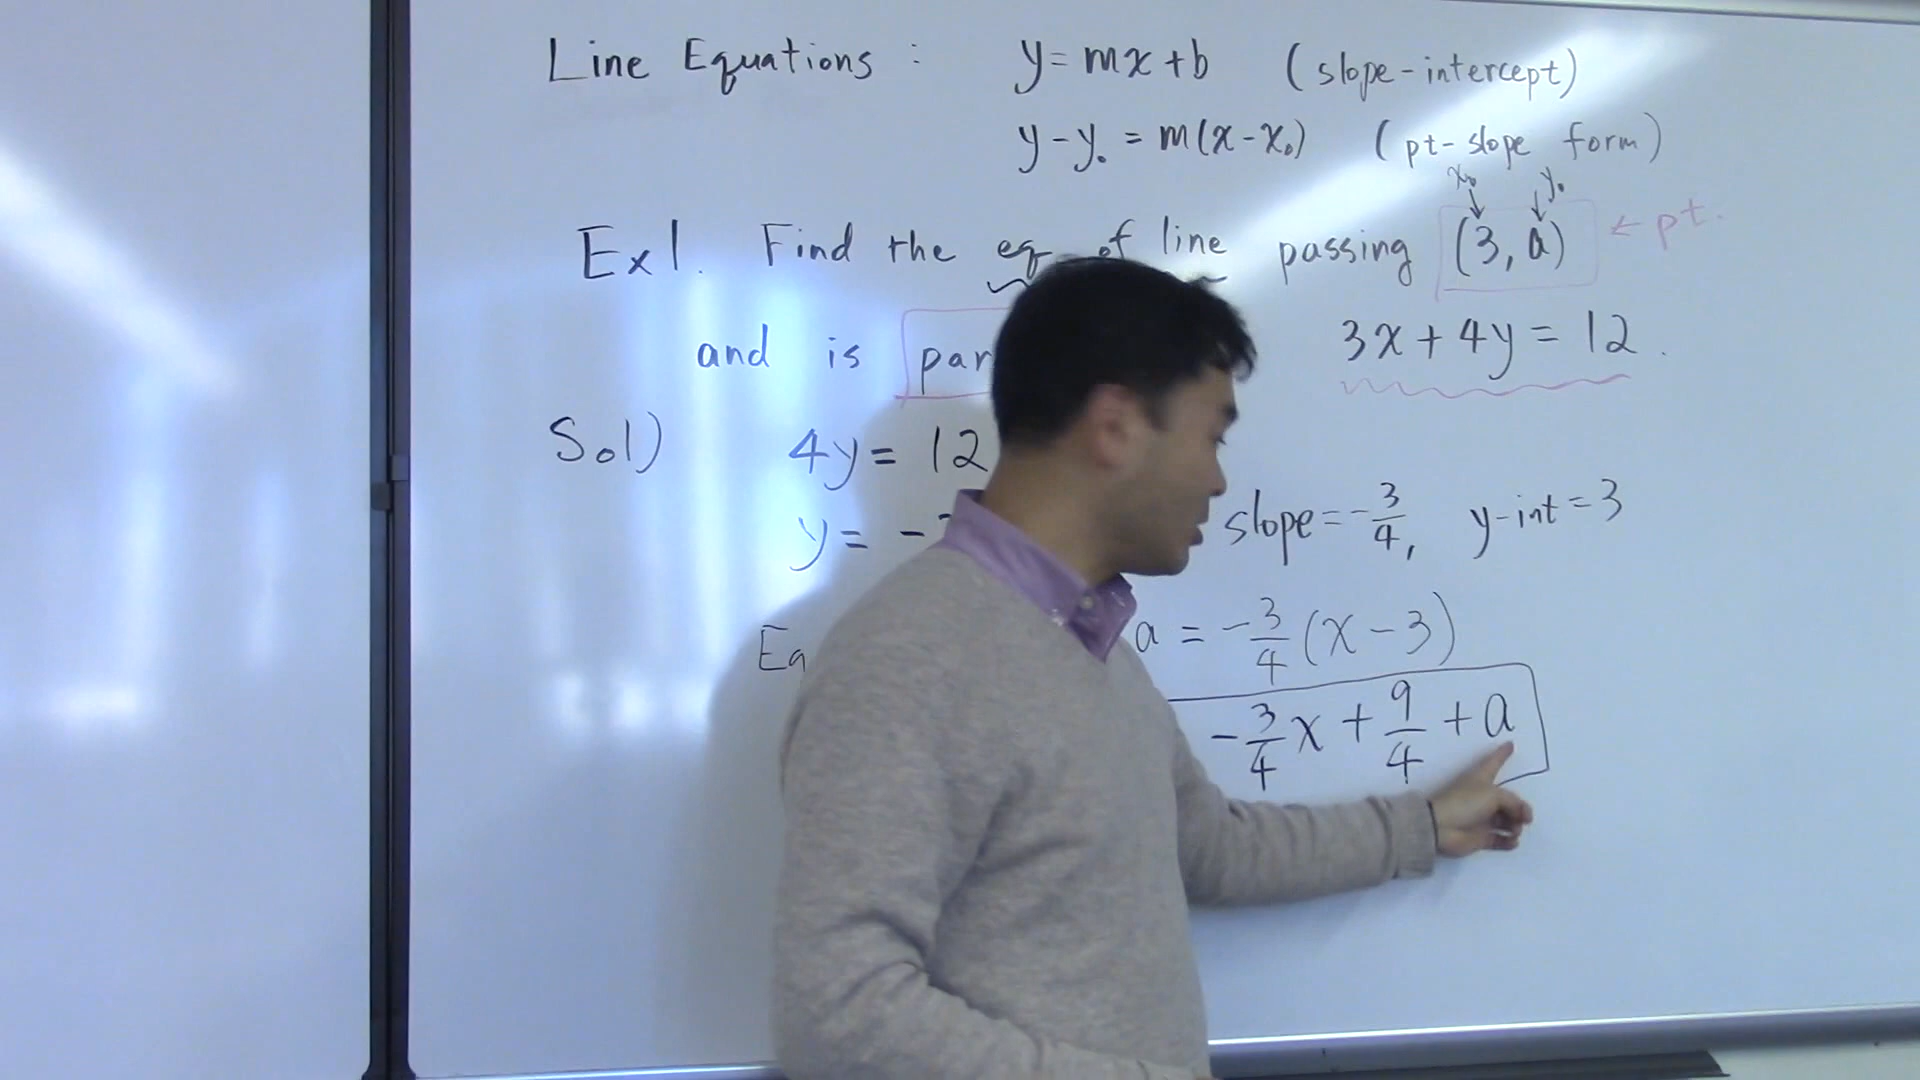 Line Equations : y = mx + b (slope-intercept)
y - y₀ = m(x - x₀) (pt-slope form)
x₀ y₀
Ex1. Find the eq of line passing (3, a) ← pt.
and is par 3x + 4y = 12.
Sol) 4y = 12
y = - slope = -3/4, y-int = 3
Eq a = -3/4 (x - 3)
-3/4 x + 9/4 + a